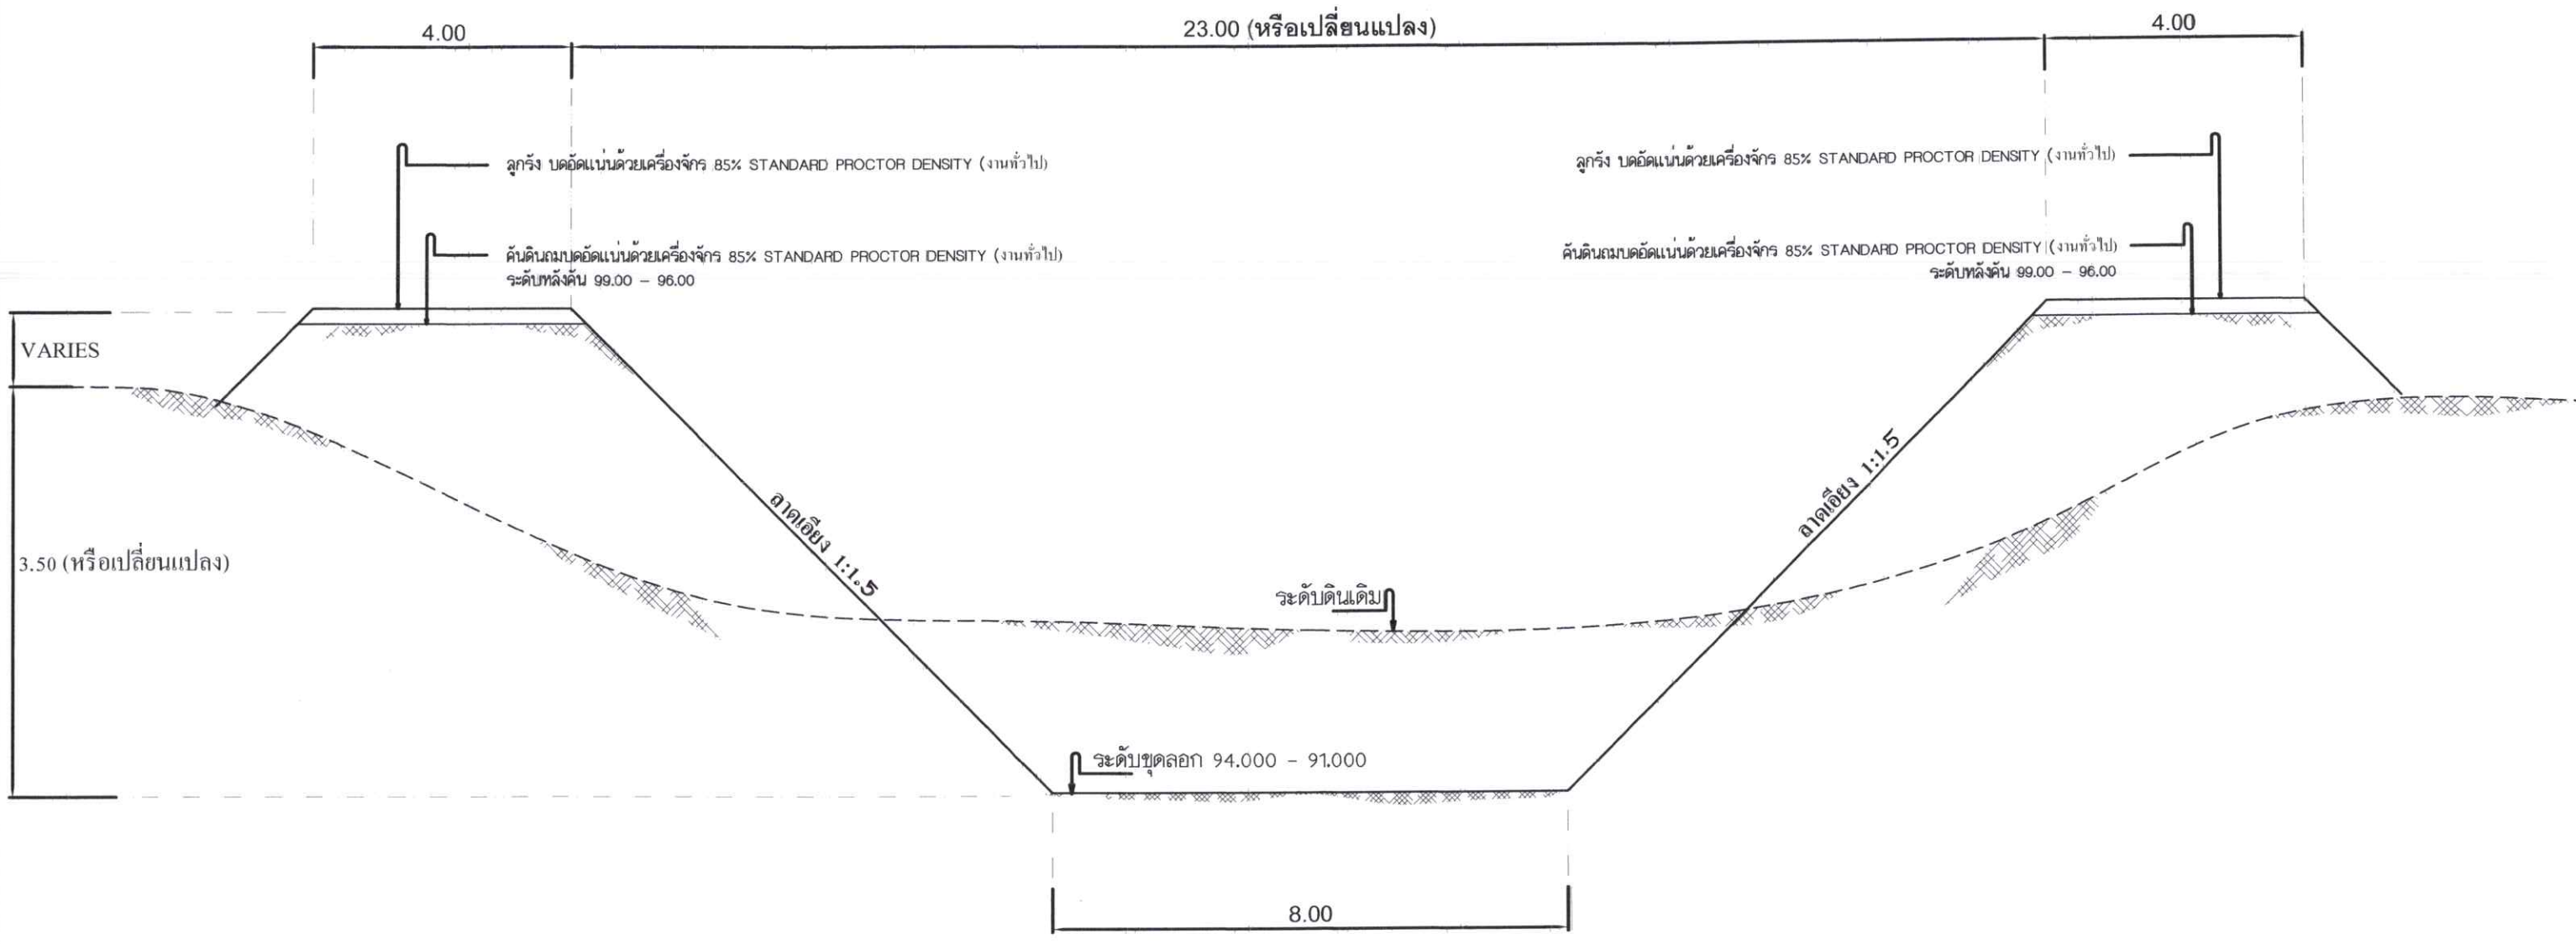 4.00
23.00 (หรือเปลี่ยนแปลง)
4.00
ลูกรัง บดอัดแน่นด้วยเครื่องจักร 85% STANDARD PROCTOR DENSITY (งานทั่วไป)
ลูกรัง บดอัดแน่นด้วยเครื่องจักร 85% STANDARD PROCTOR DENSITY (งานทั่วไป)
คันดินถมบดอัดแน่นด้วยเครื่องจักร 85% STANDARD PROCTOR DENSITY (งานทั่วไป)
ระดับหลังคัน 99.00 - 96.00
คันดินถมบดอัดแน่นด้วยเครื่องจักร 85% STANDARD PROCTOR DENSITY (งานทั่วไป)
ระดับหลังคัน 99.00 - 96.00
VARIES
ลาดเอียง 1:1.5
ลาดเอียง 1:1.5
3.50 (หรือเปลี่ยนแปลง)
ระดับดินเดิม
ระดับขุดลอก 94.000 - 91.000
8.00